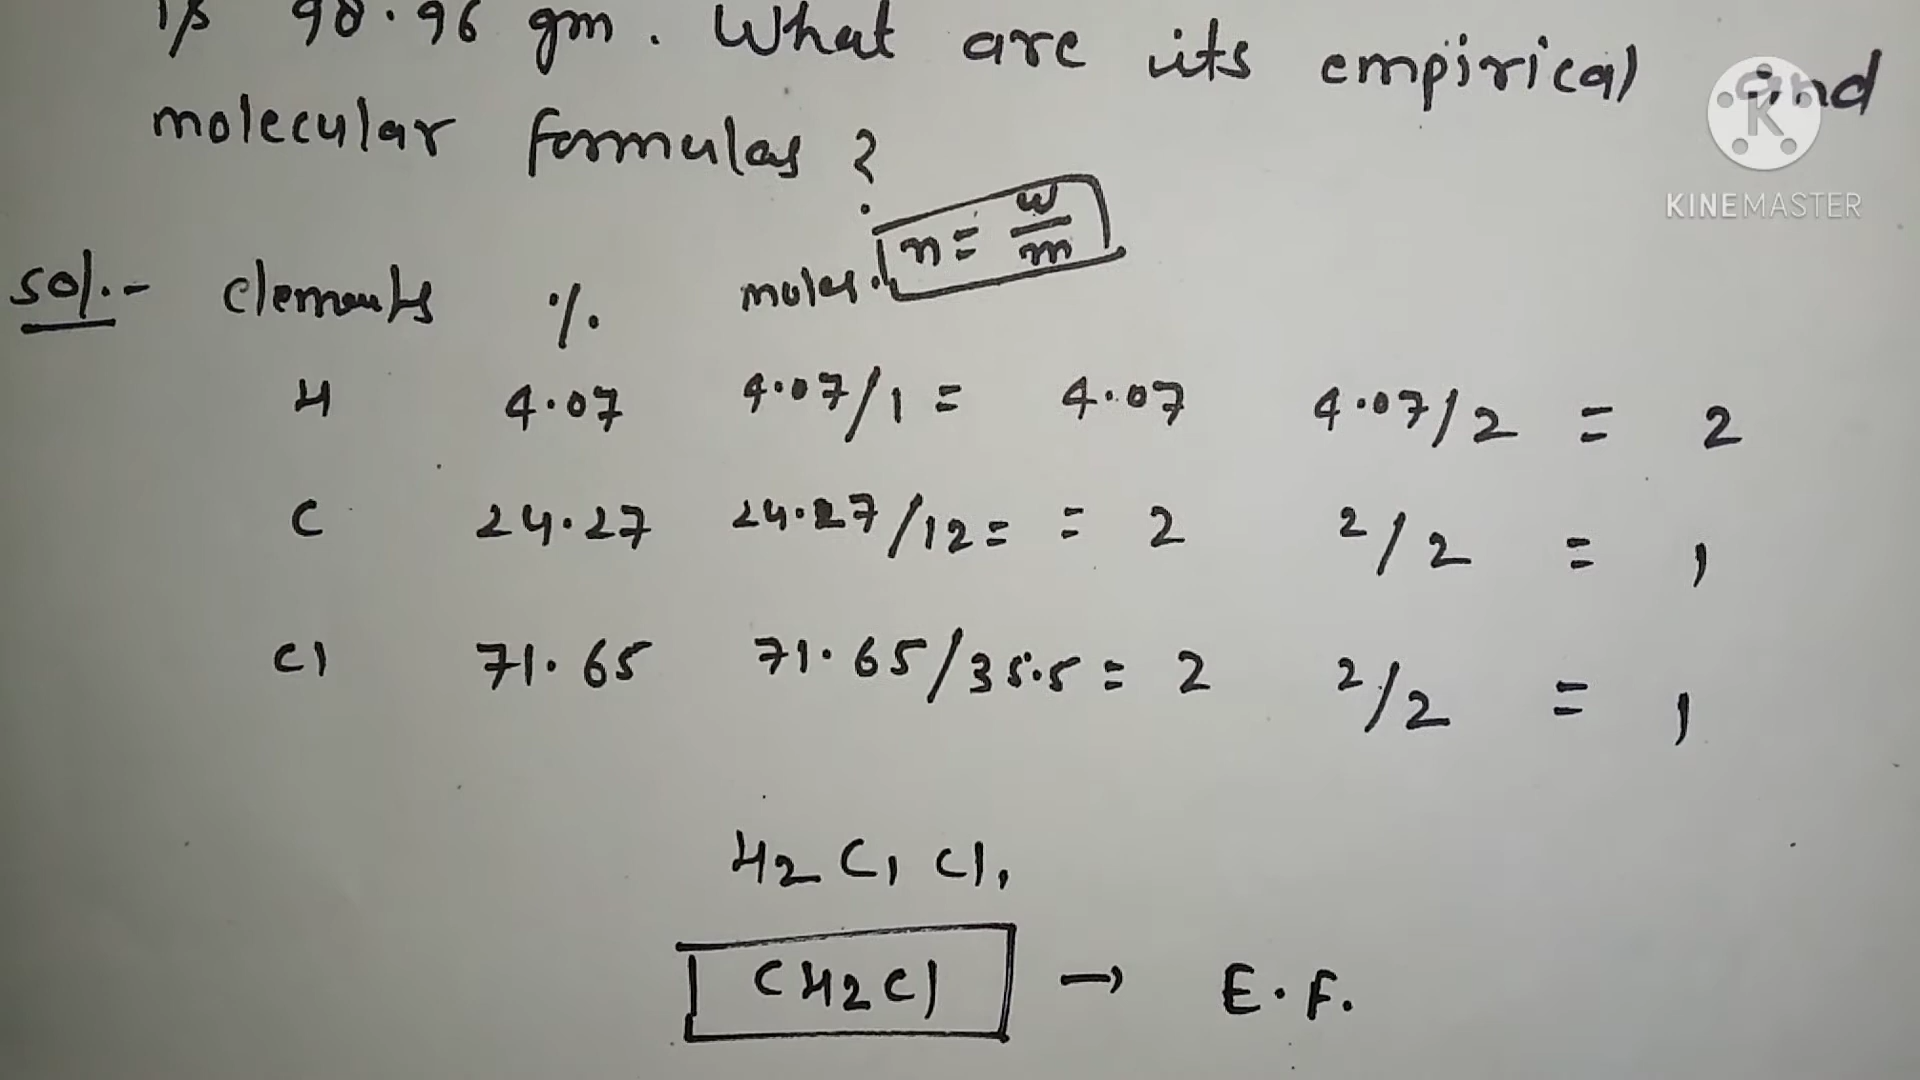 is 98.96 gm. What are its empirical and
molecular formulas?
n = w/m
sol.- elements % moles.
H 4.07 4.07/1 = 4.07 4.07/2 = 2
C 24.27 24.27/12 = = 2 2/2 = 1
Cl 71.65 71.65/35.5 = 2 2/2 = 1
H2 C1 Cl1
CH2Cl → E.F.
K
KINEMASTER